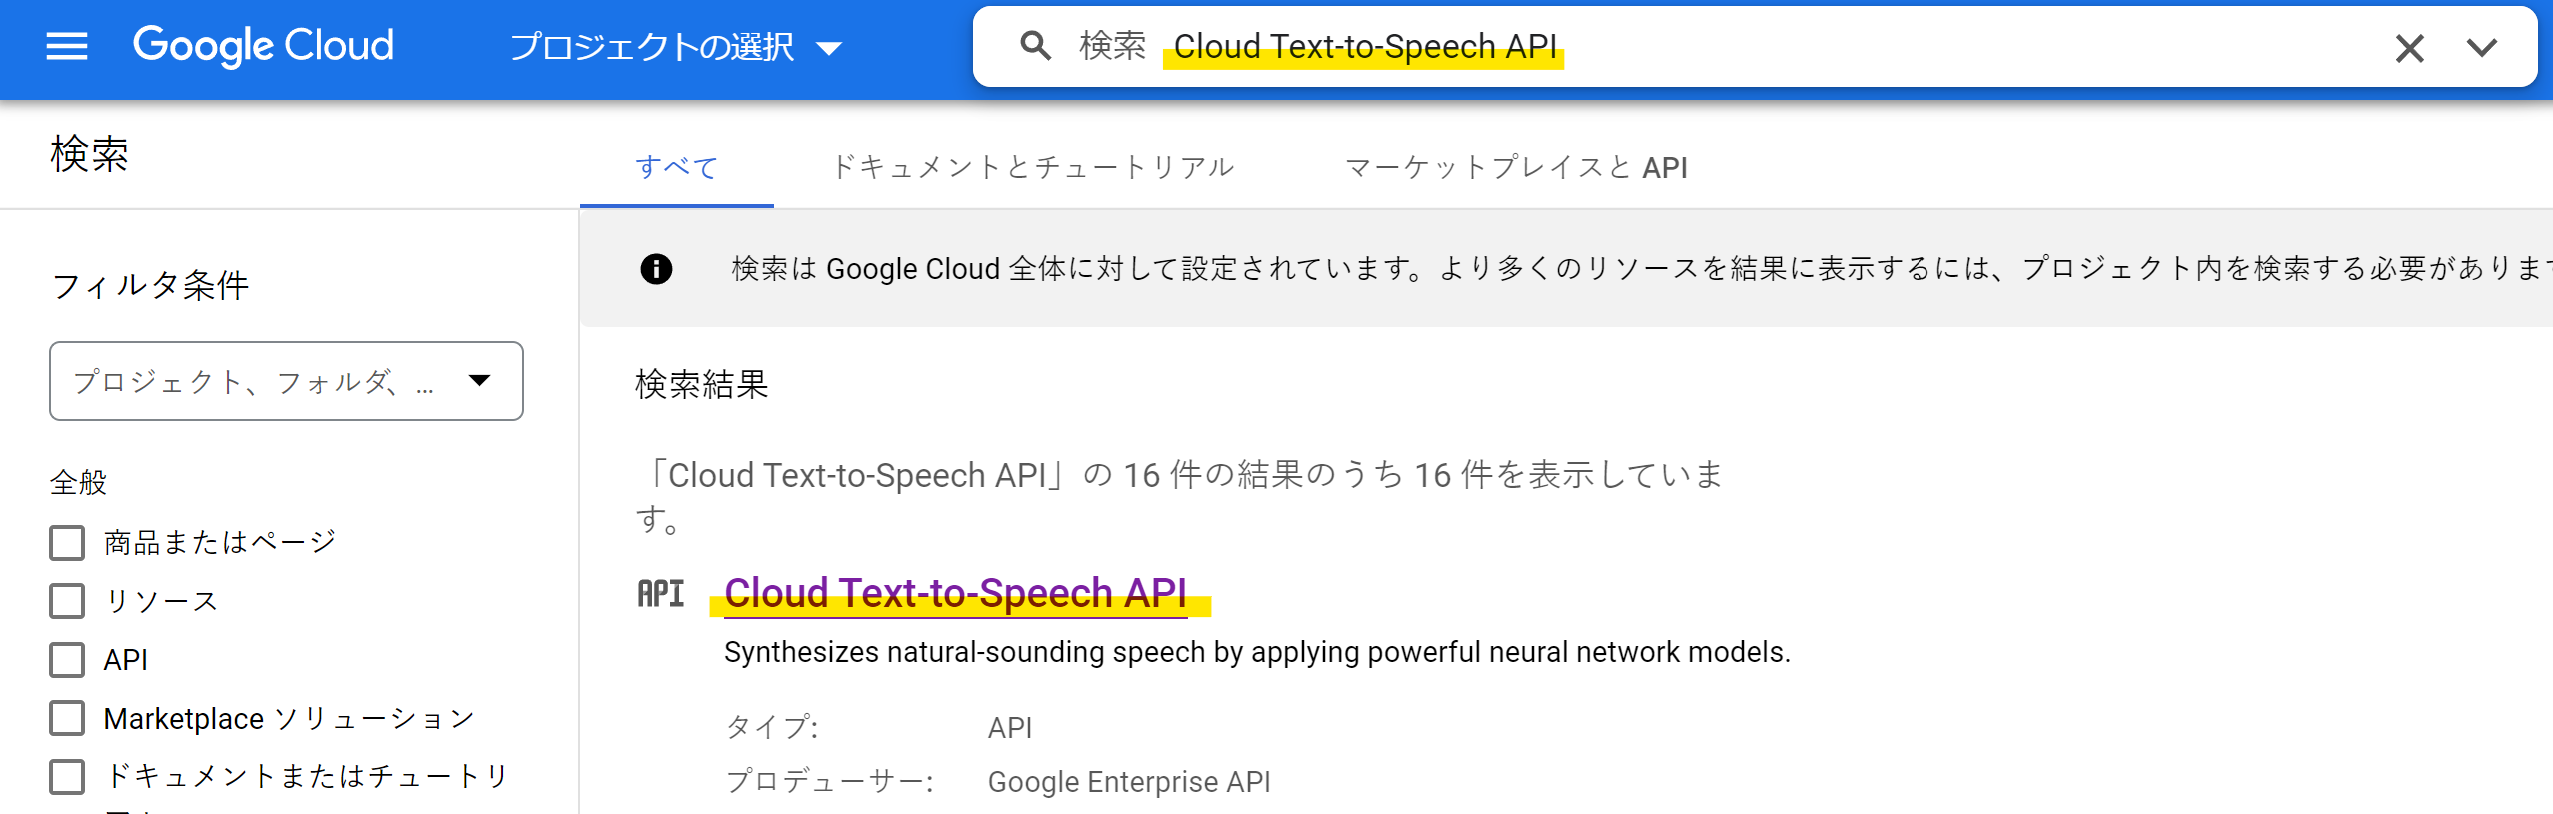 Google Cloud
プロジェクトの選択
検索 Cloud Text-to-Speech API
検索
すべて
ドキュメントとチュートリアル
マーケットプレイスと API
フィルタ条件
プロジェクト、フォルダ、...
全般
商品またはページ
リソース
API
Marketplace ソリューション
ドキュメントまたはチュートリ
検索は Google Cloud 全体に対して設定されています。より多くのリソースを結果に表示するには、プロジェクト内を検索する必要がありま
検索結果
「Cloud Text-to-Speech API」の 16 件の結果のうち 16 件を表示していま
す。
API Cloud Text-to-Speech API
Synthesizes natural-sounding speech by applying powerful neural network models.
タイプ: API
プロデューサー: Google Enterprise API